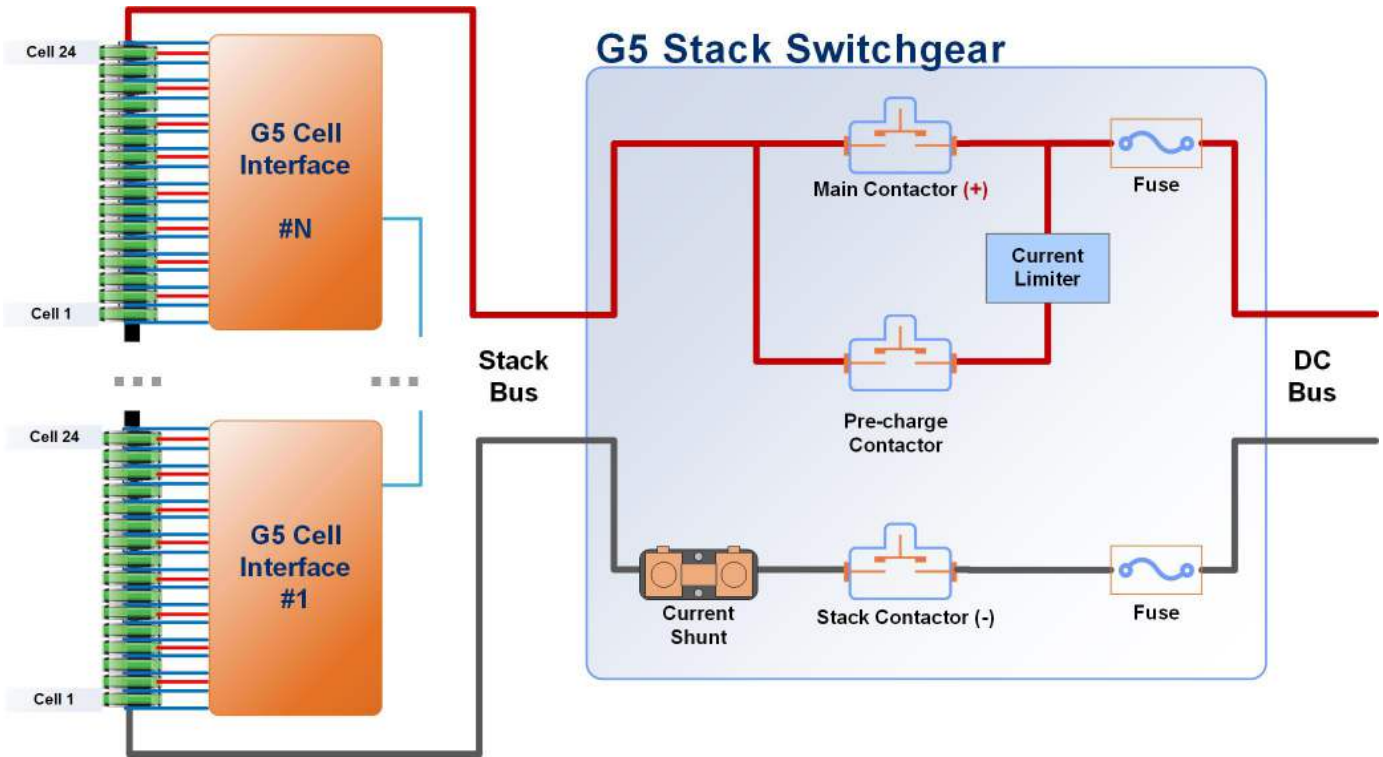 G5 Stack Switchgear
Cell 24
G5 Cell
Interface
#N
Cell 1
Main Contactor (+)
Fuse
Current
Limiter
Stack
Bus
DC
Bus
Pre-charge
Contactor
Cell 24
G5 Cell
Interface
#1
Cell 1
Current
Shunt
Stack Contactor (-)
Fuse